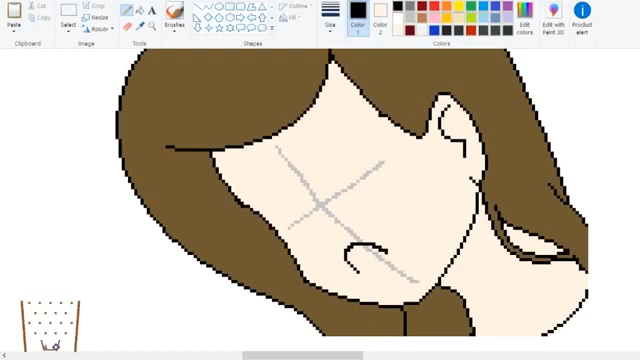 Cut
Crop
Outline
Paste
Copy
Resize
Fill
Rotate
Brushes
Size
Color 1
Color 2
Edit colors
Edit with Paint 3D
Product alert
Clipboard
Image
Tools
Shapes
Colors